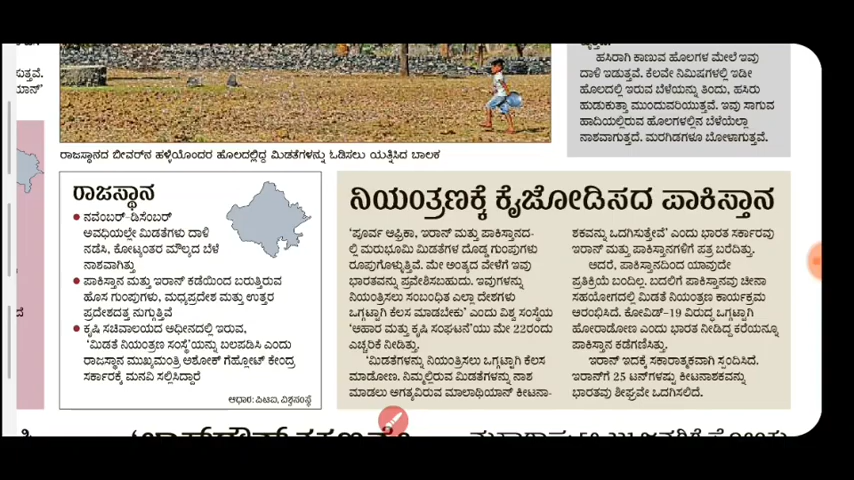 ಸುತ್ತವೆ.
ಯಾನ್’
ರಾಜಸ್ಥಾನದ ಬೀವರ್‌ನ ಹಳ್ಳಿಯೊಂದರ ಹೊಲದಲ್ಲಿದ್ದ ಮಿಡತೆಗಳನ್ನು ಓಡಿಸಲು ಯತ್ನಿಸಿದ ಬಾಲಕ
ಹಸಿರಾಗಿ ಕಾಣುವ ಹೊಲಗಳ ಮೇಲೆ ಇವು
ದಾಳಿ ಇಡುತ್ತವೆ. ಕೆಲವೇ ನಿಮಿಷಗಳಲ್ಲಿ ಇಡೀ
ಹೊಲದಲ್ಲಿ ಇರುವ ಬೆಳೆಯನ್ನು ತಿಂದು, ಹಸಿರು
ಹುಡುಕುತ್ತಾ ಮುಂದುವರಿಯುತ್ತವೆ. ಇವು ಸಾಗುವ
ಹಾದಿಯಲ್ಲಿರುವ ಹೊಲಗಳಲ್ಲಿನ ಬೆಳೆಯೆಲ್ಲಾ
ನಾಶವಾಗುತ್ತದೆ. ಮರಗಿಡಗಳೂ ಬೋಳಾಗುತ್ತವೆ.
ರಾಜಸ್ಥಾನ
● ನವೆಂಬರ್-ಡಿಸೆಂಬರ್
ಅವಧಿಯಲ್ಲೇ ಮಿಡತೆಗಳು ದಾಳಿ
ನಡೆಸಿ, ಕೋಟ್ಯಂತರ ಮೌಲ್ಯದ ಬೆಳೆ
ನಾಶವಾಗಿತ್ತು
● ಪಾಕಿಸ್ತಾನ ಮತ್ತು ಇರಾನ್ ಕಡೆಯಿಂದ ಬರುತ್ತಿರುವ
ಹೊಸ ಗುಂಪುಗಳು, ಮಧ್ಯಪ್ರದೇಶ ಮತ್ತು ಉತ್ತರ
ಪ್ರದೇಶದತ್ತ ನುಗ್ಗುತ್ತಿವೆ
● ಕೃಷಿ ಸಚಿವಾಲಯದ ಅಧೀನದಲ್ಲಿ ಇರುವ,
‘ಮಿಡತೆ ನಿಯಂತ್ರಣ ಸಂಸ್ಥೆ’ಯನ್ನು ಬಲಪಡಿಸಿ ಎಂದು
ರಾಜಸ್ಥಾನ ಮುಖ್ಯಮಂತ್ರಿ ಅಶೋಕ್ ಗೆಹ್ಲೋಟ್ ಕೇಂದ್ರ
ಸರ್ಕಾರಕ್ಕೆ ಮನವಿ ಸಲ್ಲಿಸಿದ್ದಾರೆ
ಆಧಾರ: ಪಿಟಿಐ, ವಿಶ್ವಸಂಸ್ಥೆ
ನಿಯಂತ್ರಣಕ್ಕೆ ಕೈಜೋಡಿಸದ ಪಾಕಿಸ್ತಾನ
‘ಪೂರ್ವ ಆಫ್ರಿಕಾ, ಇರಾನ್ ಮತ್ತು ಪಾಕಿಸ್ತಾನದ-
ಲ್ಲಿ ಮರುಭೂಮಿ ಮಿಡತೆಗಳ ದೊಡ್ಡ ಗುಂಪುಗಳು
ರೂಪುಗೊಳ್ಳುತ್ತಿವೆ. ಮೇ ಅಂತ್ಯದ ವೇಳೆಗೆ ಇವು
ಭಾರತವನ್ನು ಪ್ರವೇಶಿಸಬಹುದು. ಇವುಗಳನ್ನು
ನಿಯಂತ್ರಿಸಲು ಸಂಬಂಧಿತ ಎಲ್ಲಾ ದೇಶಗಳು
ಒಗ್ಗಟ್ಟಾಗಿ ಕೆಲಸ ಮಾಡಬೇಕು’ ಎಂದು ವಿಶ್ವ ಸಂಸ್ಥೆಯ
‘ಆಹಾರ ಮತ್ತು ಕೃಷಿ ಸಂಘಟನೆ’ಯು ಮೇ 22ರಂದು
ಎಚ್ಚರಿಕೆ ನೀಡಿತ್ತು.
‘ಮಿಡತೆಗಳನ್ನು ನಿಯಂತ್ರಿಸಲು ಒಗ್ಗಟ್ಟಾಗಿ ಕೆಲಸ
ಮಾಡೋಣ. ನಿಮ್ಮಲ್ಲಿರುವ ಮಿಡತೆಗಳನ್ನು ನಾಶ
ಮಾಡಲು ಅಗತ್ಯವಿರುವ ಮಾಲಾಥಿಯಾನ್ ಕೀಟನಾ-
ಶಕವನ್ನು ಒದಗಿಸುತ್ತೇವೆ’ ಎಂದು ಭಾರತ ಸರ್ಕಾರವು
ಇರಾನ್ ಮತ್ತು ಪಾಕಿಸ್ತಾನಗಳಿಗೆ ಪತ್ರ ಬರೆದಿತ್ತು.
ಆದರೆ, ಪಾಕಿಸ್ತಾನದಿಂದ ಯಾವುದೇ
ಪ್ರತಿಕ್ರಿಯೆ ಬಂದಿಲ್ಲ. ಬದಲಿಗೆ ಪಾಕಿಸ್ತಾನವು ಚೀನಾ
ಸಹಯೋಗದಲ್ಲಿ ಮಿಡತೆ ನಿಯಂತ್ರಣ ಕಾರ್ಯಕ್ರಮ
ಆರಂಭಿಸಿದೆ. ಕೋವಿಡ್-19 ವಿರುದ್ಧ ಒಗ್ಗಟ್ಟಾಗಿ
ಹೋರಾಡೋಣ ಎಂದು ಭಾರತ ನೀಡಿದ್ದ ಕರೆಯನ್ನೂ
ಪಾಕಿಸ್ತಾನ ಕಡೆಗಣಿಸಿತ್ತು.
ಇರಾನ್ ಇದಕ್ಕೆ ಸಕಾರಾತ್ಮಕವಾಗಿ ಸ್ಪಂದಿಸಿದೆ.
ಇರಾನ್‌ಗೆ 25 ಟನ್‌ಗಳಷ್ಟು ಕೀಟನಾಶಕವನ್ನು
ಭಾರತವು ಶೀಘ್ರವೇ ಒದಗಿಸಲಿದೆ.